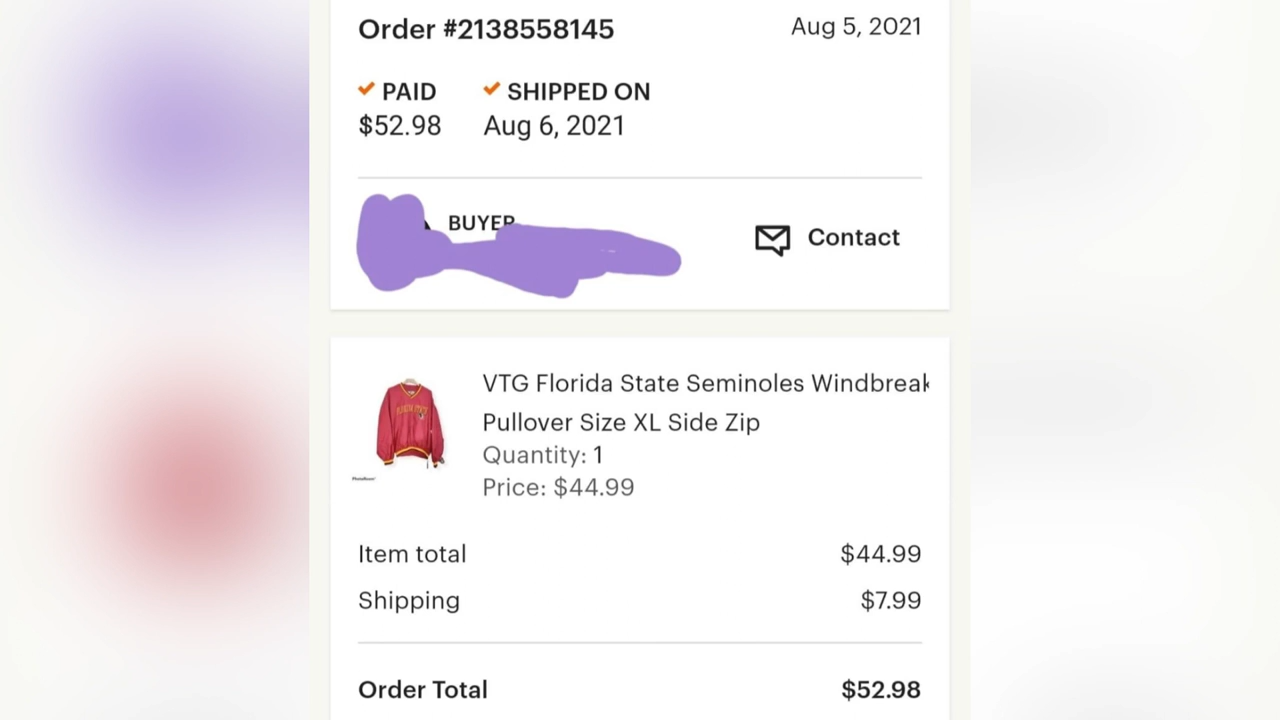 Order #2138558145
Aug 5, 2021
PAID
SHIPPED ON
$52.98
Aug 6, 2021
BUYER
Contact
VTG Florida State Seminoles Windbreak
Pullover Size XL Side Zip
Quantity: 1
Price: $44.99
Item total
$44.99
Shipping
$7.99
Order Total
$52.98